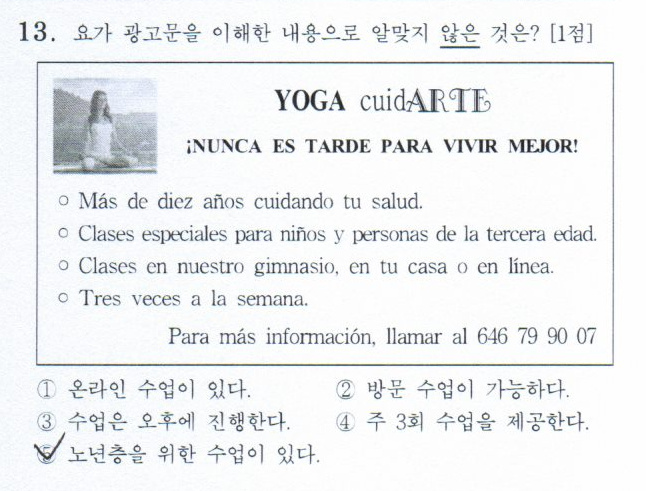 13. 요가 광고문을 이해한 내용으로 알맞지 않은 것은? [1점]
YOGA cuidARTE
¡NUNCA ES TARDE PARA VIVIR MEJOR!
○ Más de diez años cuidando tu salud.
○ Clases especiales para niños y personas de la tercera edad.
○ Clases en nuestro gimnasio, en tu casa o en línea.
○ Tres veces a la semana.
Para más información, llamar al 646 79 90 07
① 온라인 수업이 있다. ② 방문 수업이 가능하다.
③ 수업은 오후에 진행한다. ④ 주 3회 수업을 제공한다.
⑤ 노년층을 위한 수업이 있다.